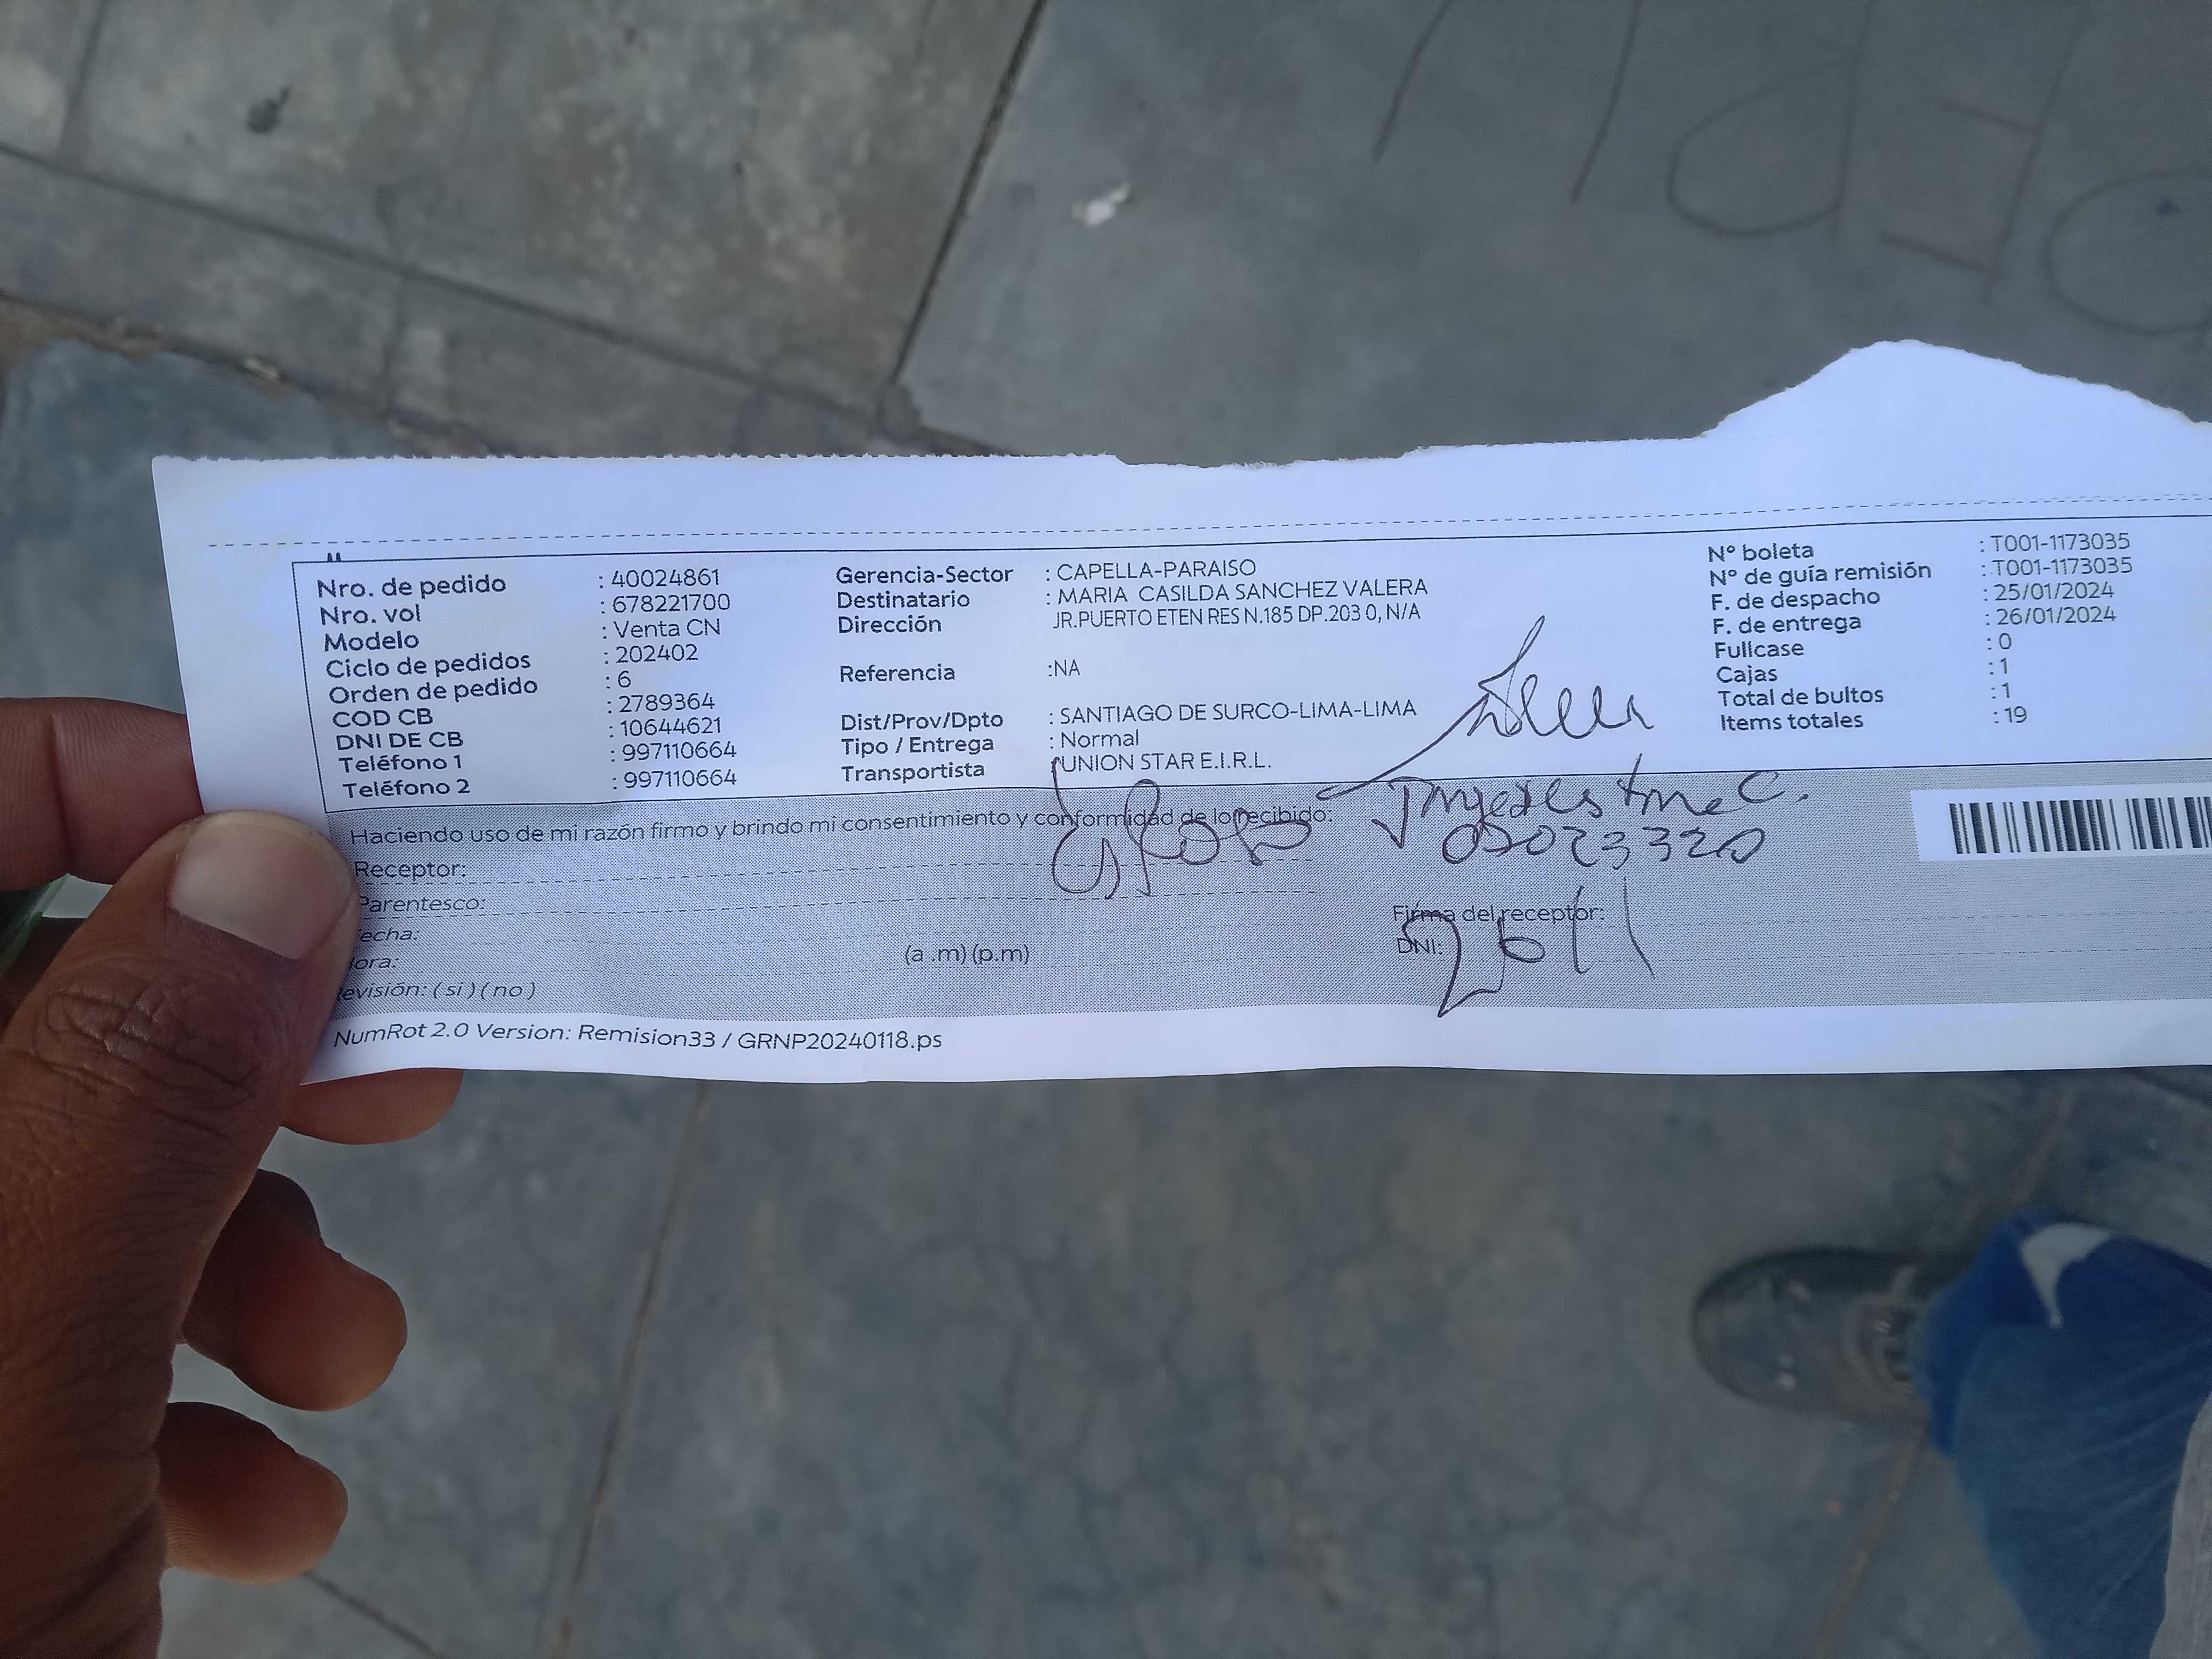 Nro. de pedido : 40024861
Nro. vol : 678221700
Modelo : Venta CN
Ciclo de pedidos : 202402
Orden de pedido : 6
COD CB : 2789364
DNI DE CB : 10644621
Teléfono 1 : 997110664
Teléfono 2 : 997110664
Gerencia-Sector : CAPELLA-PARAISO
Destinatario : MARIA CASILDA SANCHEZ VALERA
Dirección JR.PUERTO ETEN RES N.185 DP.203 0, N/A
Referencia :NA
Dist/Prov/Dpto : SANTIAGO DE SURCO-LIMA-LIMA
Tipo / Entrega : Normal
Transportista : UNION STAR E.I.R.L.
N° boleta : T001-1173035
N° de guía remisión : T001-1173035
F. de despacho : 25/01/2024
F. de entrega : 26/01/2024
Fullcase : 0
Cajas : 1
Total de bultos : 1
Items totales : 19
Haciendo uso de mi razón firmo y brindo mi consentimiento y conformidad de lo recibido:
Receptor:
Parentesco:
echa:
ora:
(a .m) (p.m)
evisión: ( si ) ( no )
Firma del receptor:
DNI:
NumRot 2.0 Version: Remision33 / GRNP20240118.ps